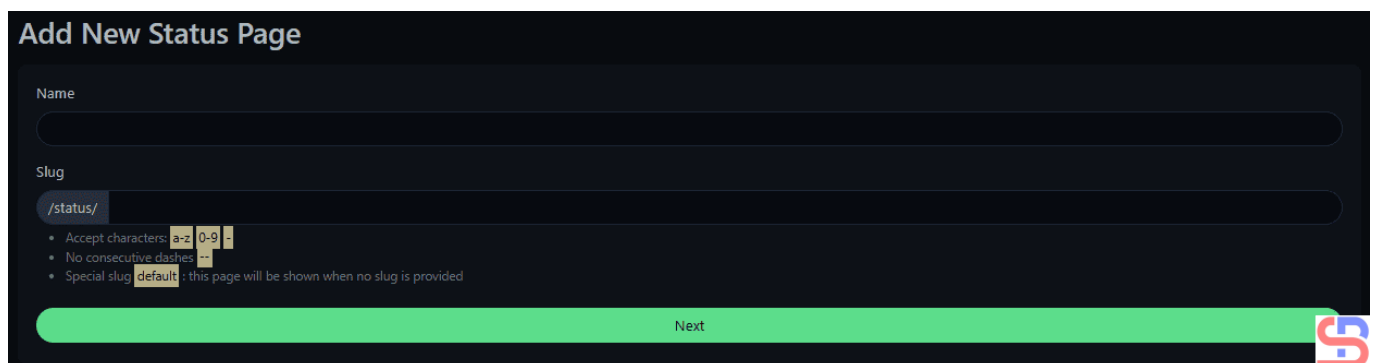 Add New Status Page
Name
Slug
/status/
Accept characters: a-z 0-9 -
No consecutive dashes --
Special slug default : this page will be shown when no slug is provided
Next
SB